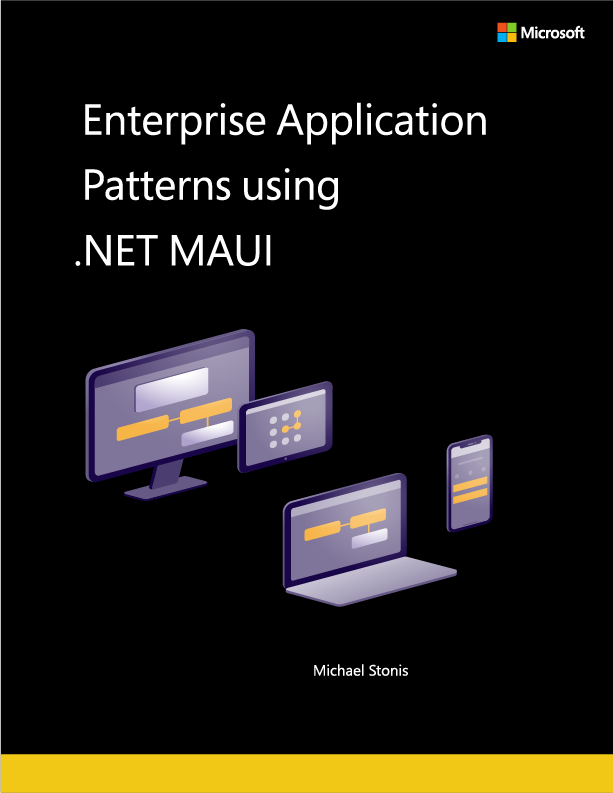 Microsoft
Enterprise Application
Patterns using
.NET MAUI
Michael Stonis